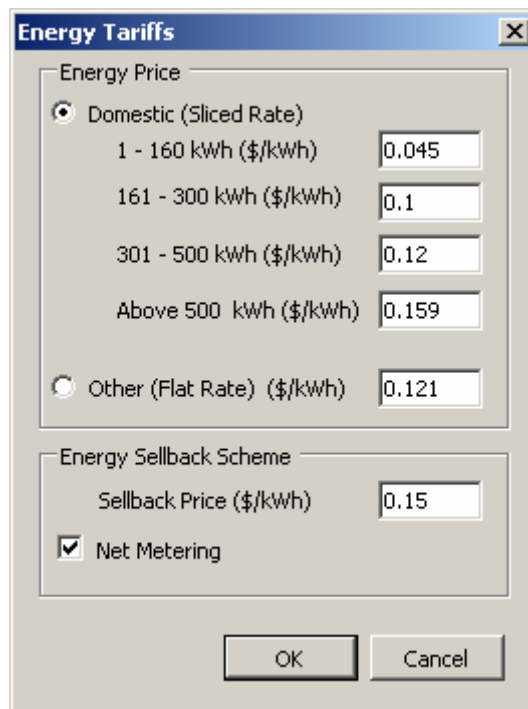 Energy Tariffs
Energy Price
Domestic (Sliced Rate)
1 - 160 kWh ($/kWh) 0.045
161 - 300 kWh ($/kWh) 0.1
301 - 500 kWh ($/kWh) 0.12
Above 500 kWh ($/kWh) 0.159
Other (Flat Rate) ($/kWh) 0.121
Energy Sellback Scheme
Sellback Price ($/kWh) 0.15
Net Metering
OK Cancel